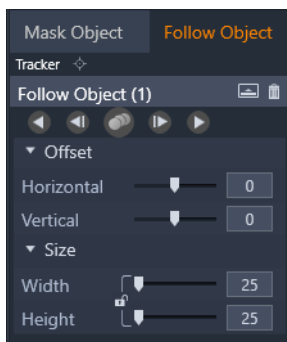 Mask Object Follow Object
Tracker
Follow Object (1)
Offset
Horizontal 0
Vertical 0
Size
Width 25
Height 25